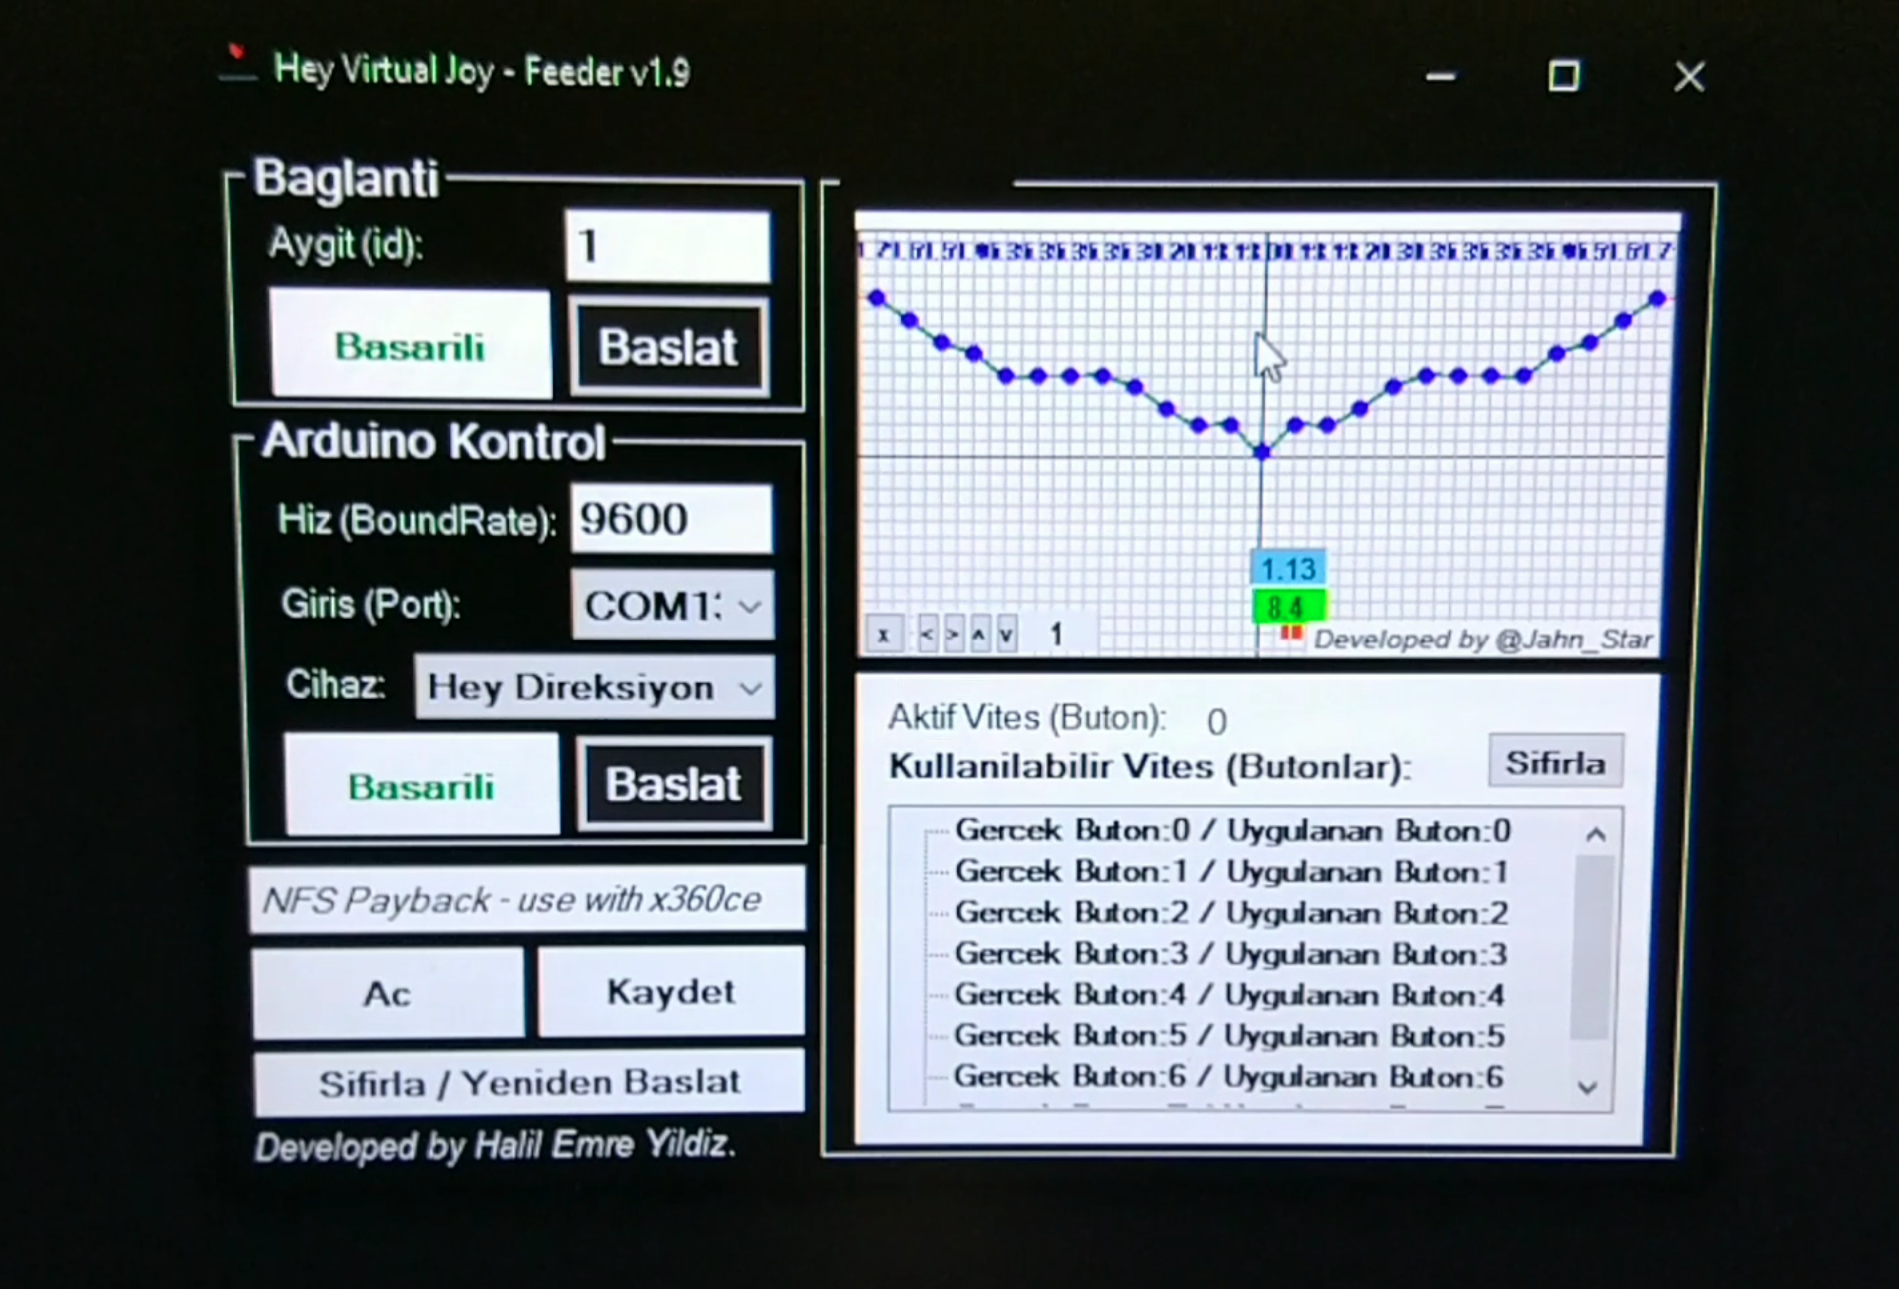 Hey Virtual Joy - Feeder v1.9
Baglanti
Aygit (id):
1
Basarili
Baslat
Arduino Kontrol
Hiz (BoundRate):
9600
Giris (Port):
Cihaz:
Hey Direksiyon
Basarili
Baslat
NFS Payback - use with x360ce
Ac
Kaydet
Sifirla / Yeniden Baslat
Developed by Halil Emre Yildiz.
1.13
8.4
x < > ʌ v 1
Developed by @Jahn_Star
Aktif Vites (Buton): 0
Kullanilabilir Vites (Butonlar):
Sifirla
Gercek Buton:0 / Uygulanan Buton:0
Gercek Buton:1 / Uygulanan Buton:1
Gercek Buton:2 / Uygulanan Buton:2
Gercek Buton:3 / Uygulanan Buton:3
Gercek Buton:4 / Uygulanan Buton:4
Gercek Buton:5 / Uygulanan Buton:5
Gercek Buton:6 / Uygulanan Buton:6